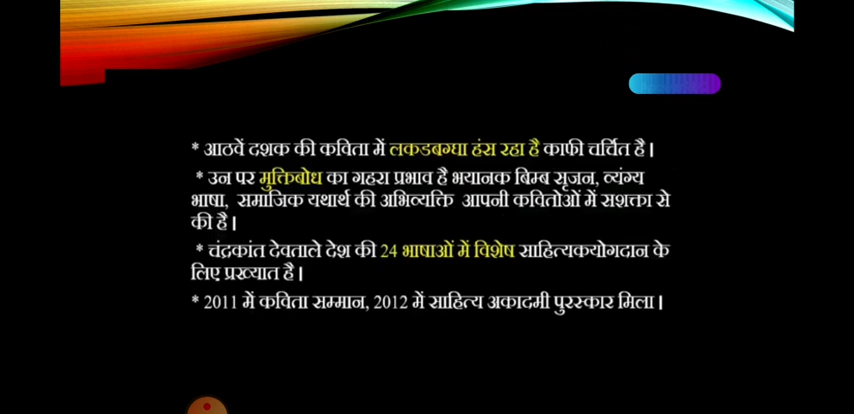 * आठवें दशक की कविता में लकडबग्घा हंस रहा है काफी चर्चित है |
* उन पर मुक्तिबोध का गहरा प्रभाव है भयानक बिम्ब सृजन, व्यंग्य
भाषा, समाजिक यथार्थ की अभिव्यक्ति आपनी कवितोओं में सशक्ता से
की है |
* चंद्रकांत देवताले देश की 24 भाषाओं में विशेष साहित्यकयोगदान के
लिए प्रख्यात है |
* 2011 में कविता सम्मान, 2012 में साहित्य अकादमी पुरस्कार मिला |